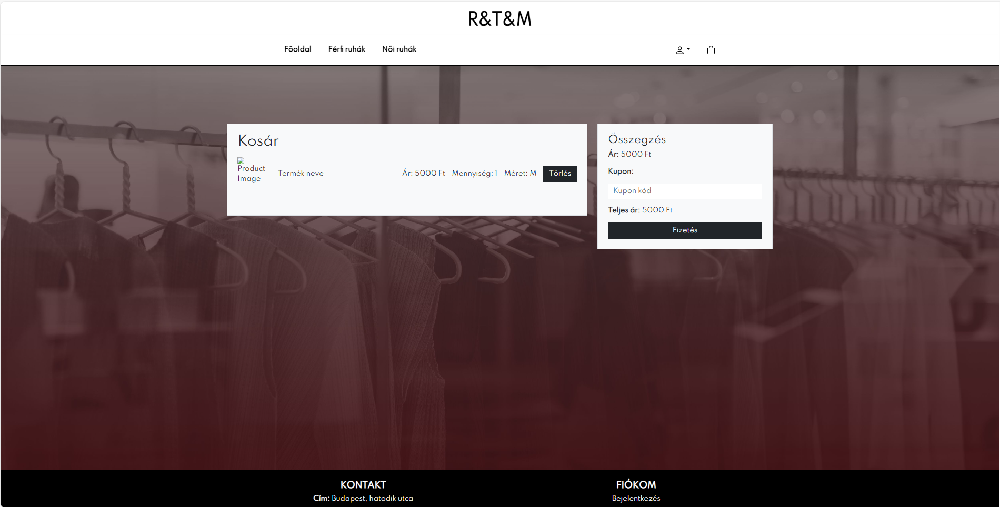 R&T&M
Főoldal Férfi ruhák Női ruhák
Kosár
Product Image
Termék neve Ár: 5000 Ft Mennyiség: 1 Méret: M Törlés
Összegzés
Ár: 5000 Ft
Kupon:
Kupon kód
Teljes ár: 5000 Ft
Fizetés
KONTAKT
Cím: Budapest, hatodik utca
FIÓKOM
Bejelentkezés